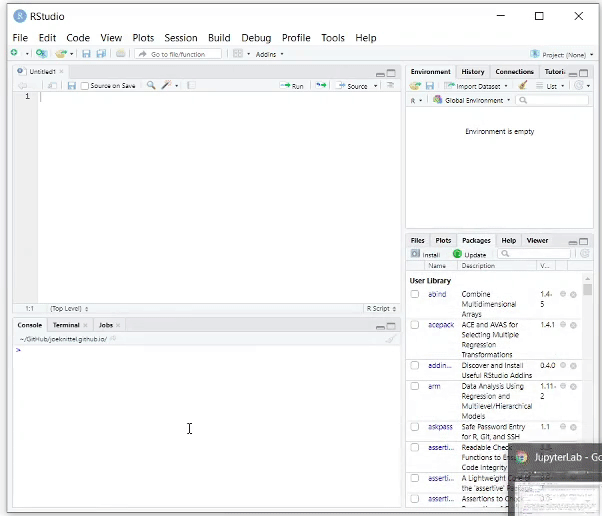 RStudio
File Edit Code View Plots Session Build Debug Profile Tools Help
Go to file/function Addins Project: (None)
Untitled1
Source on Save Run Source
1
1:1 (Top Level) R Script
Console Terminal Jobs
~/GitHub/joeknittel.github.io/
>
Environment History Connections Tutori
Import Dataset List
R Global Environment
Environment is empty
Files Plots Packages Help Viewer
Install Update
Name Description V...
User Library
abind Combine 1.4-
Multidimensional 5
Arrays
acepack ACE and AVAS for 1.4.1
Selecting Multiple
Regression
Transformations
addin... Discover and Install 0.4.0
Useful RStudio Addins
arm Data Analysis Using 1.11-
Regression and 2
Multilevel/Hierarchical
Models
askpass Safe Password Entry 1.1
for R, Git, and SSH
asserti... Readable Check
Functions to Ensu
Code Integrity
asserti... A Lightweight Co
the 'assertive' Package
asserti... Assertions to Check
JupyterLab - Go